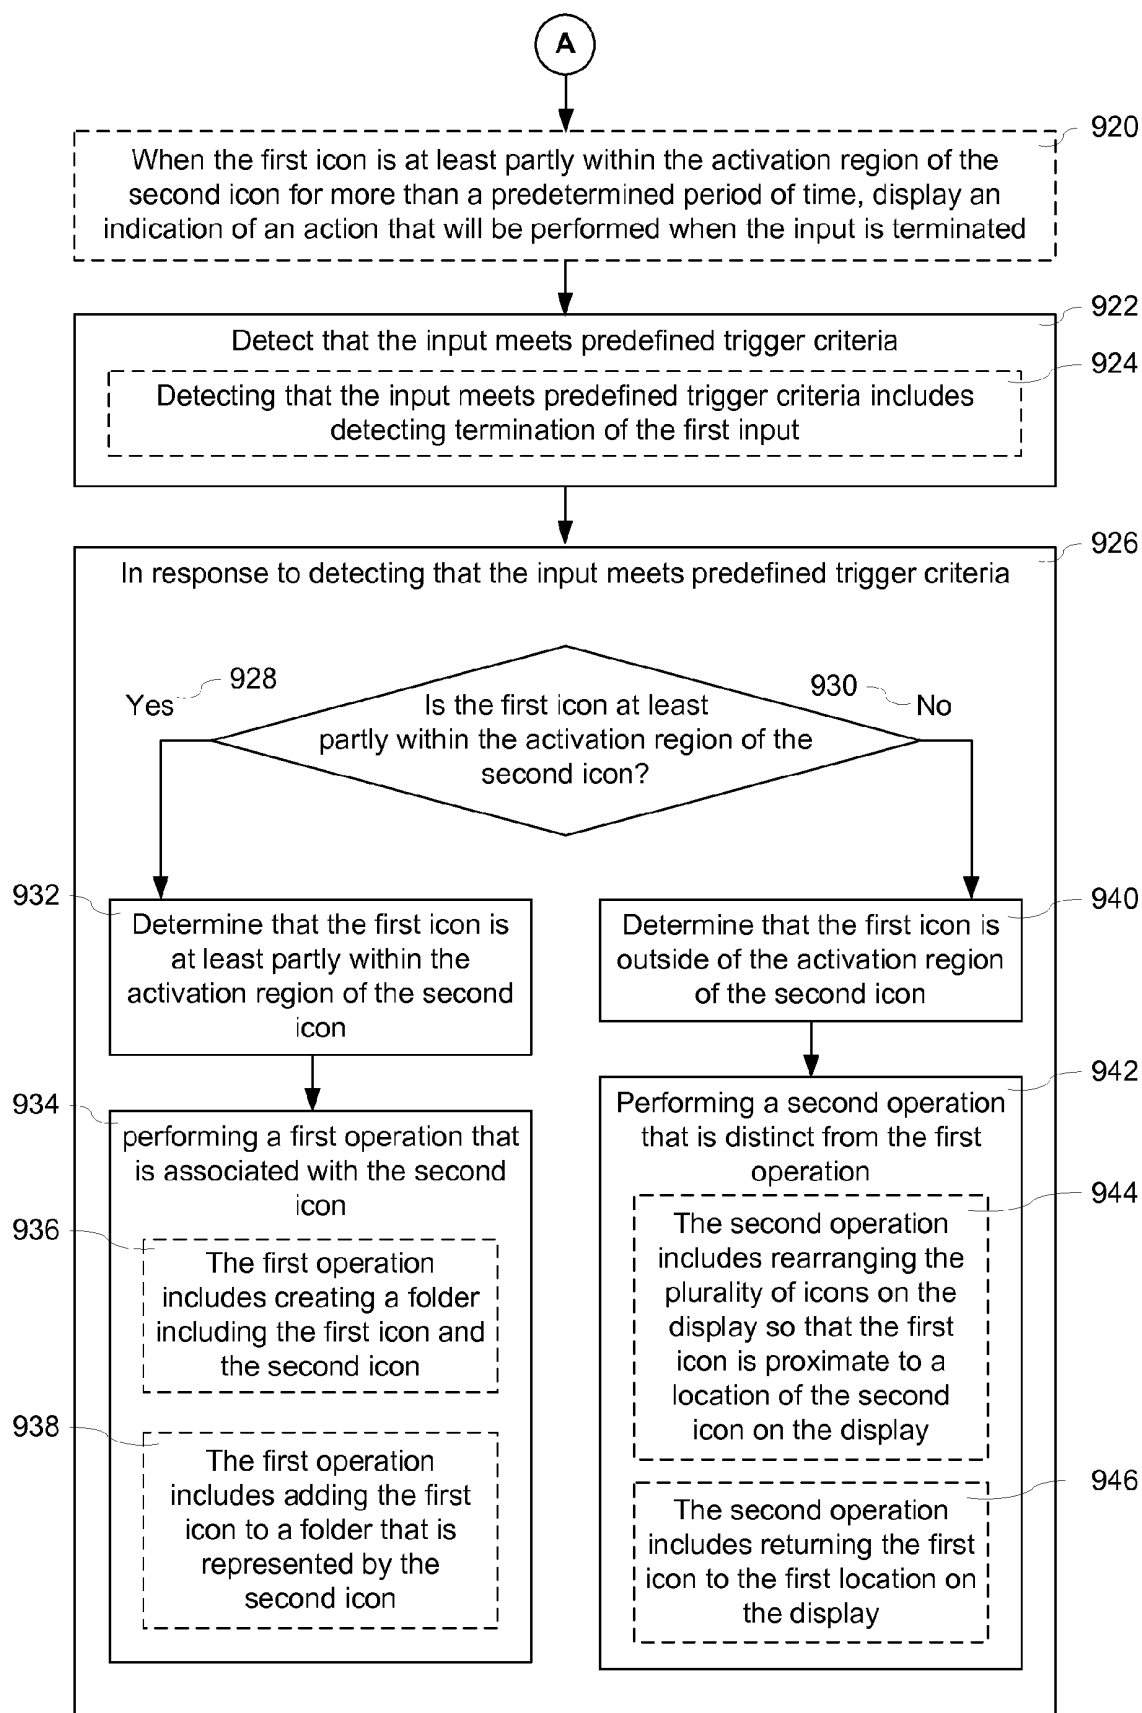 A
920
When the first icon is at least partly within the activation region of the
second icon for more than a predetermined period of time, display an
indication of an action that will be performed when the input is terminated
922
Detect that the input meets predefined trigger criteria
924
Detecting that the input meets predefined trigger criteria includes
detecting termination of the first input
926
In response to detecting that the input meets predefined trigger criteria
928
Yes
930
No
Is the first icon at least
partly within the activation region of the
second icon?
932
Determine that the first icon is
at least partly within the
activation region of the second
icon
934
performing a first operation that
is associated with the second
icon
936
The first operation
includes creating a folder
including the first icon and
the second icon
938
The first operation
includes adding the first
icon to a folder that is
represented by the
second icon
940
Determine that the first icon is
outside of the activation region
of the second icon
942
Performing a second operation
that is distinct from the first
operation
944
The second operation
includes rearranging the
plurality of icons on the
display so that the first
icon is proximate to a
location of the second
icon on the display
946
The second operation
includes returning the first
icon to the first location on
the display